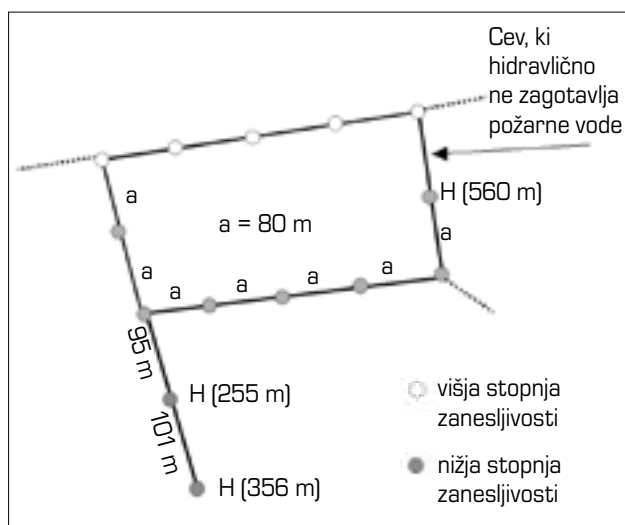 Cev, ki
hidravlično
ne zagotavlja
požarne vode
a
H (560 m)
a = 80 m
a
a
a
a
a
a
95 m
H (255 m)
101 m
H (356 m)
višja stopnja
zanesljivosti
nižja stopnja
zanesljivosti